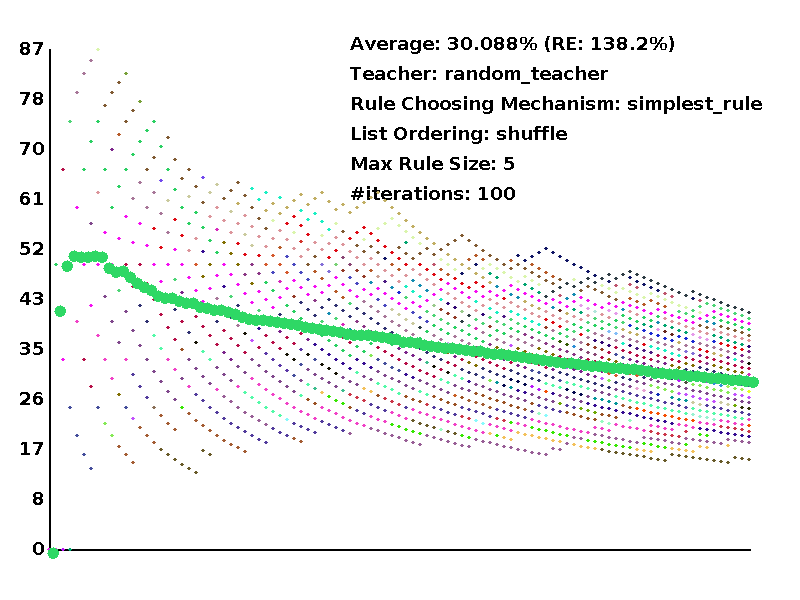 Average: 30.088% (RE: 138.2%)
Teacher: random_teacher
Rule Choosing Mechanism: simplest_rule
List Ordering: shuffle
Max Rule Size: 5
#iterations: 100
87
78
70
61
52
43
35
26
17
8
0